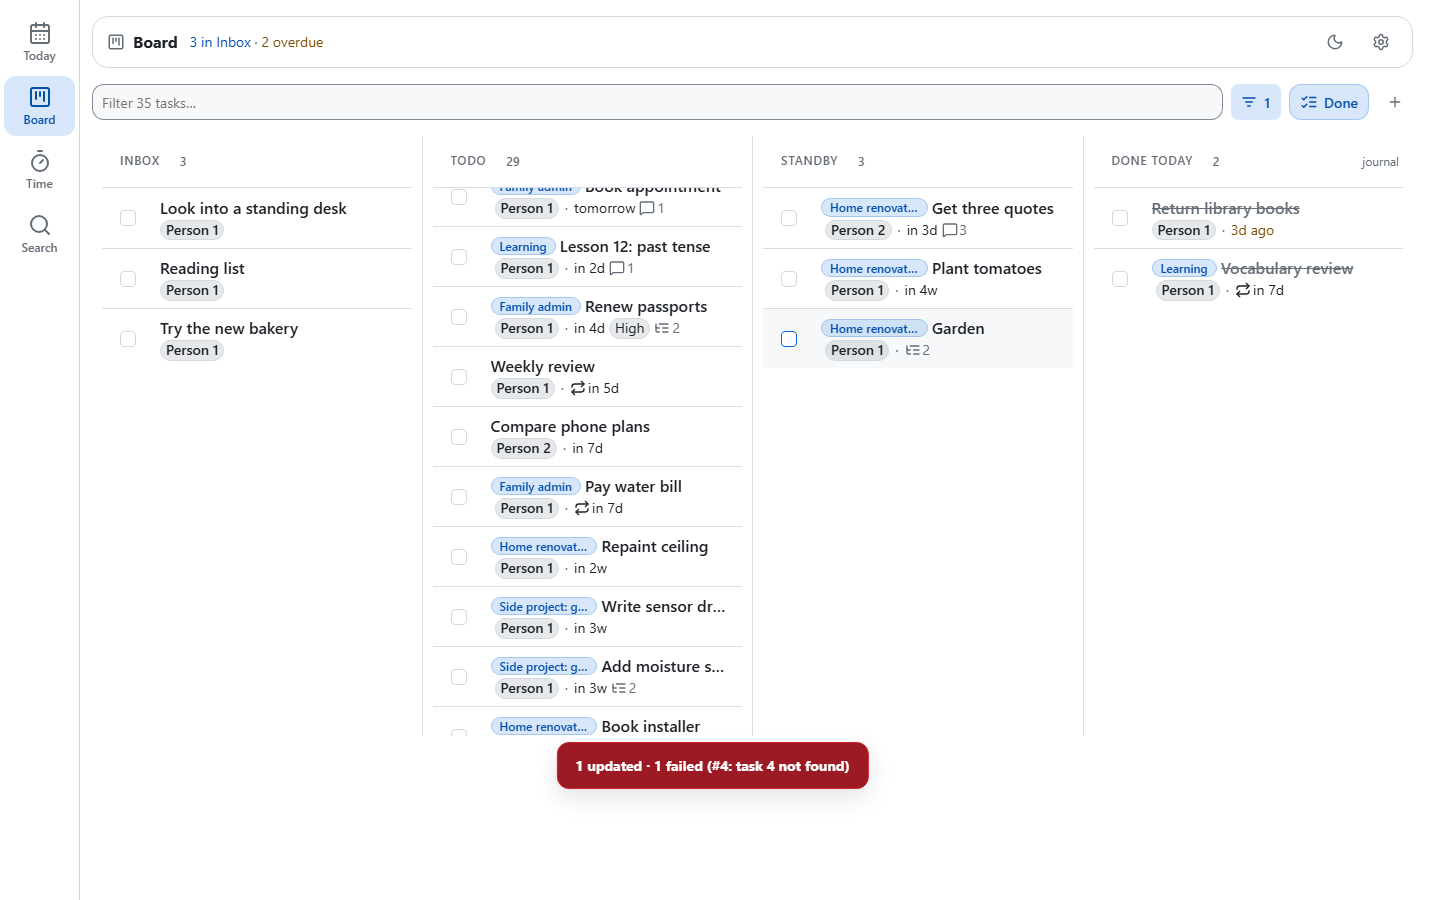 Today
Board
Time
Search
Board 3 in Inbox · 2 overdue
Filter 35 tasks...
1
Done
INBOX 3
Look into a standing desk
Person 1
Reading list
Person 1
Try the new bakery
Person 1
TODO 29
Family admin Book appointment
Person 1 · tomorrow 1
Learning Lesson 12: past tense
Person 1 · in 2d 1
Family admin Renew passports
Person 1 · in 4d High 2
Weekly review
Person 1 · in 5d
Compare phone plans
Person 2 · in 7d
Family admin Pay water bill
Person 1 · in 7d
Home renovat... Repaint ceiling
Person 1 · in 2w
Side project: g... Write sensor dr...
Person 1 · in 3w
Side project: g... Add moisture s...
Person 1 · in 3w 2
Home renovat... Book installer
STANDBY 3
Home renovat... Get three quotes
Person 2 · in 3d 3
Home renovat... Plant tomatoes
Person 1 · in 4w
Home renovat... Garden
Person 1 · 2
DONE TODAY 2 journal
Return library books
Person 1 · 3d ago
Learning Vocabulary review
Person 1 · in 7d
1 updated · 1 failed (#4: task 4 not found)